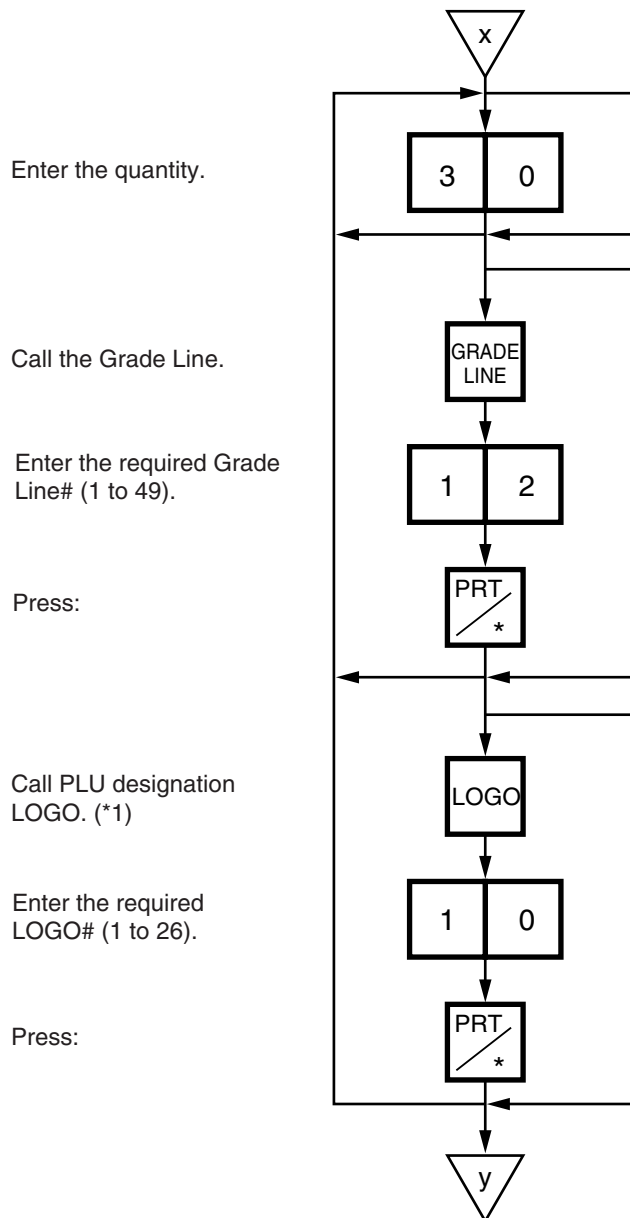 x
Enter the quantity.
3 0
Call the Grade Line.
GRADE
LINE
Enter the required Grade
Line# (1 to 49).
1 2
Press:
PRT
*
Call PLU designation
LOGO. (*1)
LOGO
Enter the required
LOGO# (1 to 26).
1 0
Press:
PRT
*
y